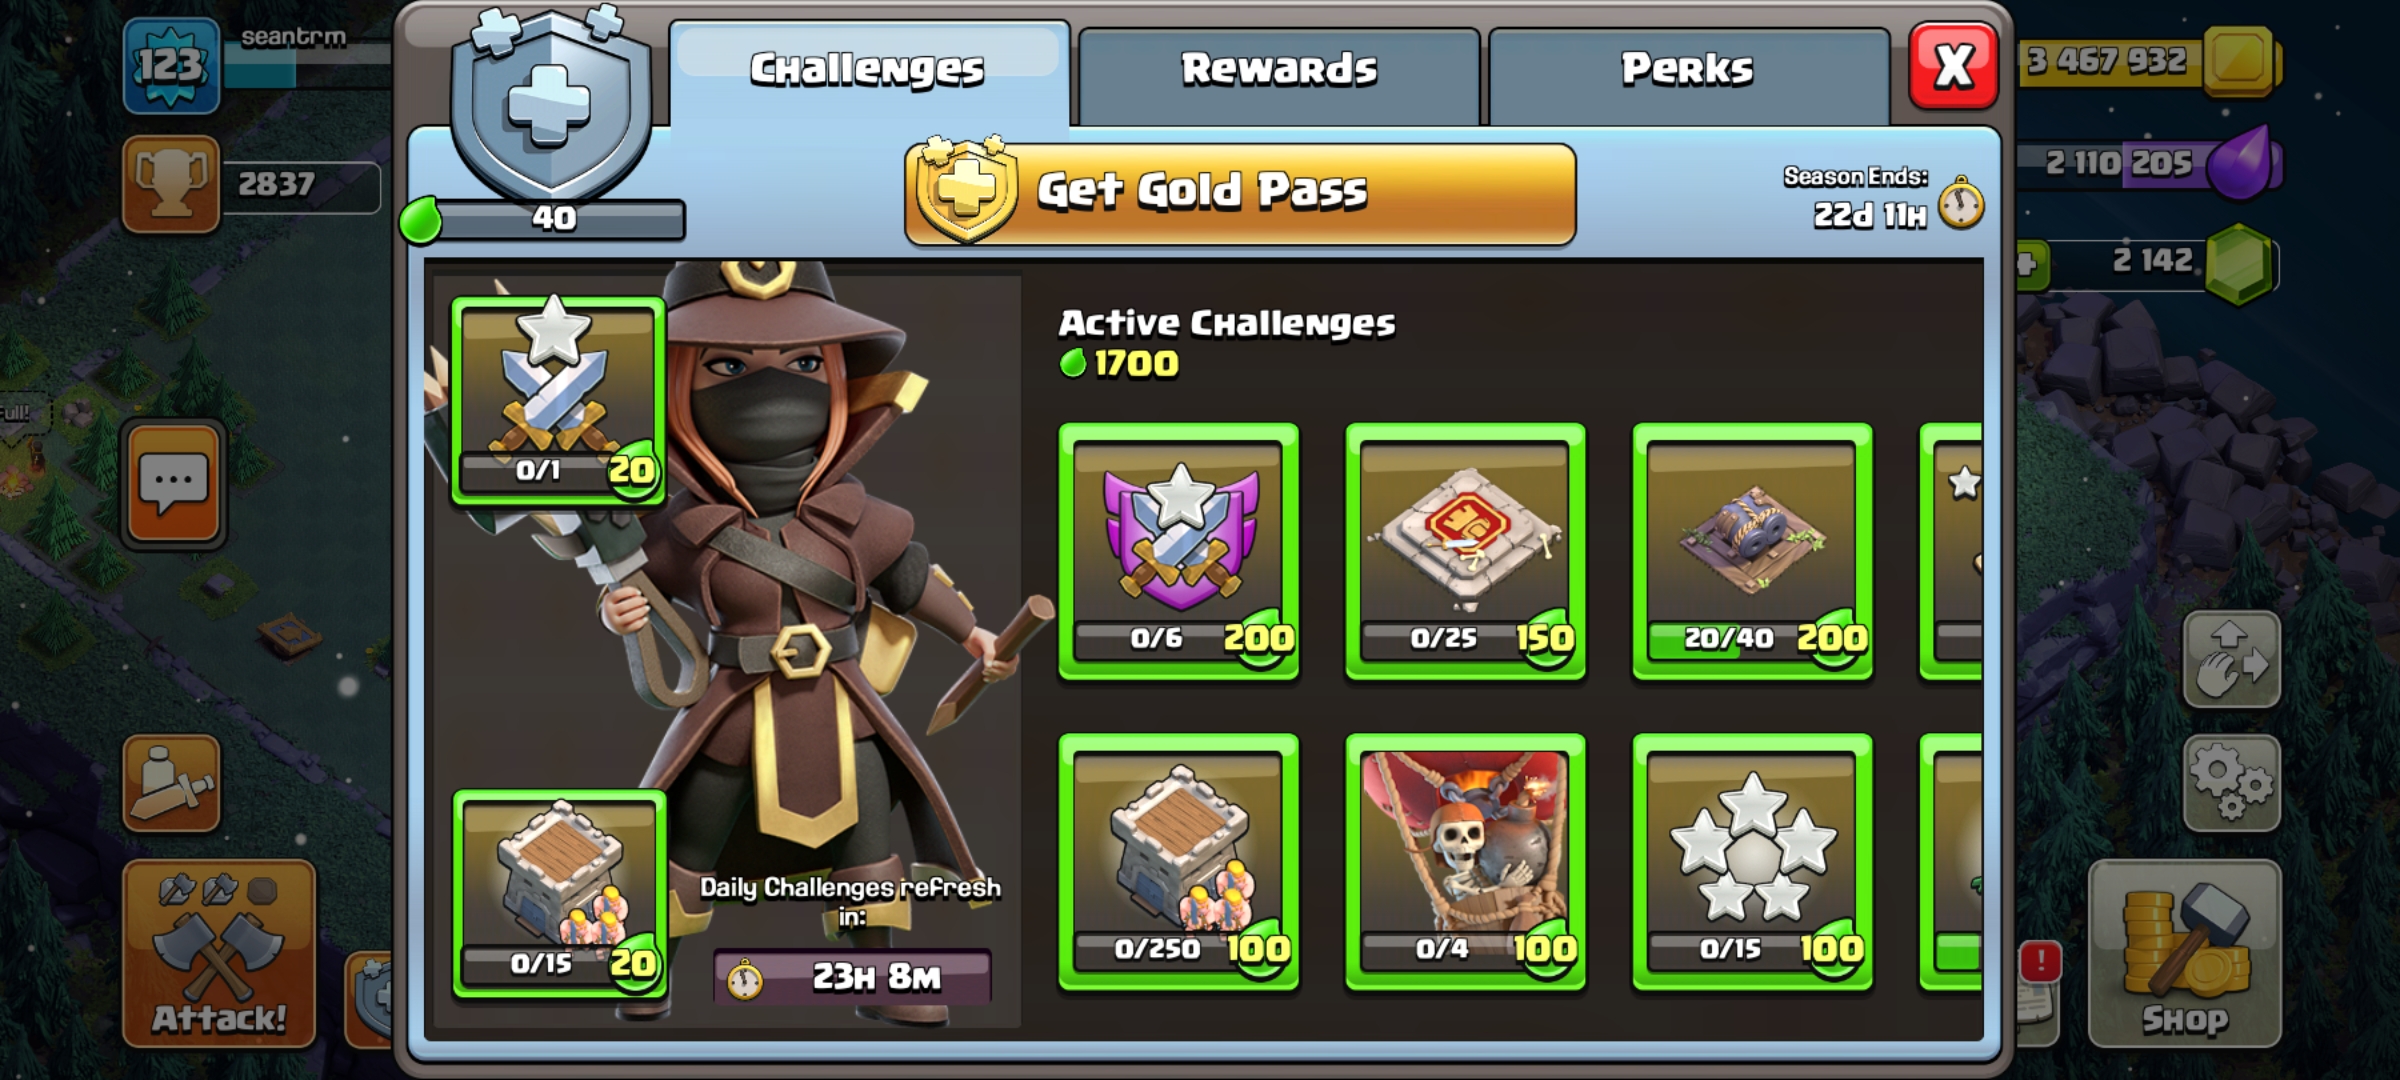 123
seantrm
2837
Challenges
Rewards
Perks
X
3 467 932
2 110 205
2 142
40
Get Gold Pass
Season Ends:
22d 11H
Full!
0/1
20
Active Challenges
1700
0/6
200
0/25
150
20/40
200
0/250
100
0/4
100
0/15
100
0/15
20
Daily Challenges refresh
in:
23H 8M
Attack!
!
Shop